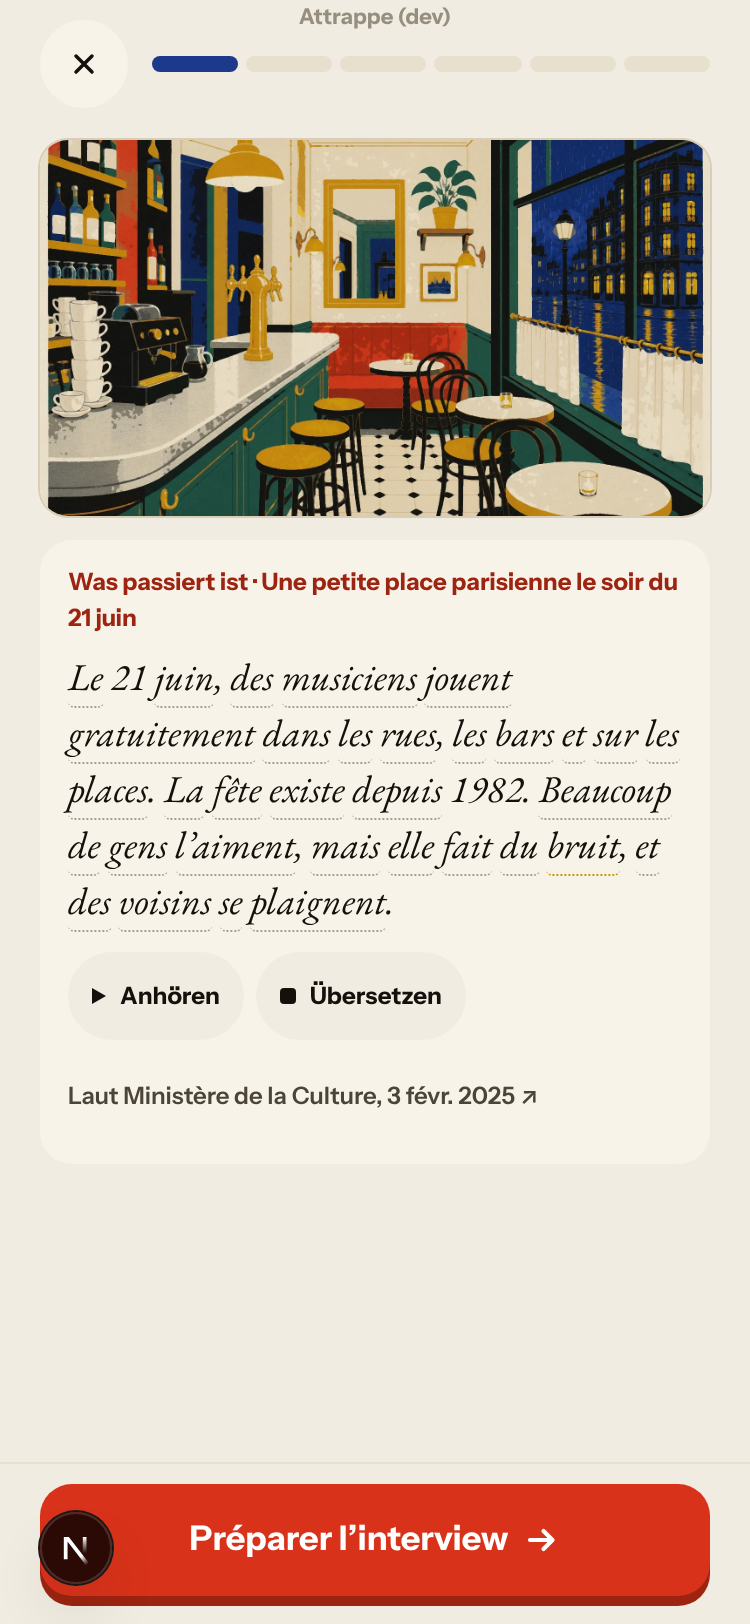 Attrappe (dev)
Was passiert ist · Une petite place parisienne le soir du
21 juin
Le 21 juin, des musiciens jouent
gratuitement dans les rues, les bars et sur les
places. La fête existe depuis 1982. Beaucoup
de gens l’aiment, mais elle fait du bruit, et
des voisins se plaignent.
Anhören
Übersetzen
Laut Ministère de la Culture, 3 févr. 2025 ↗
Préparer l’interview →
N